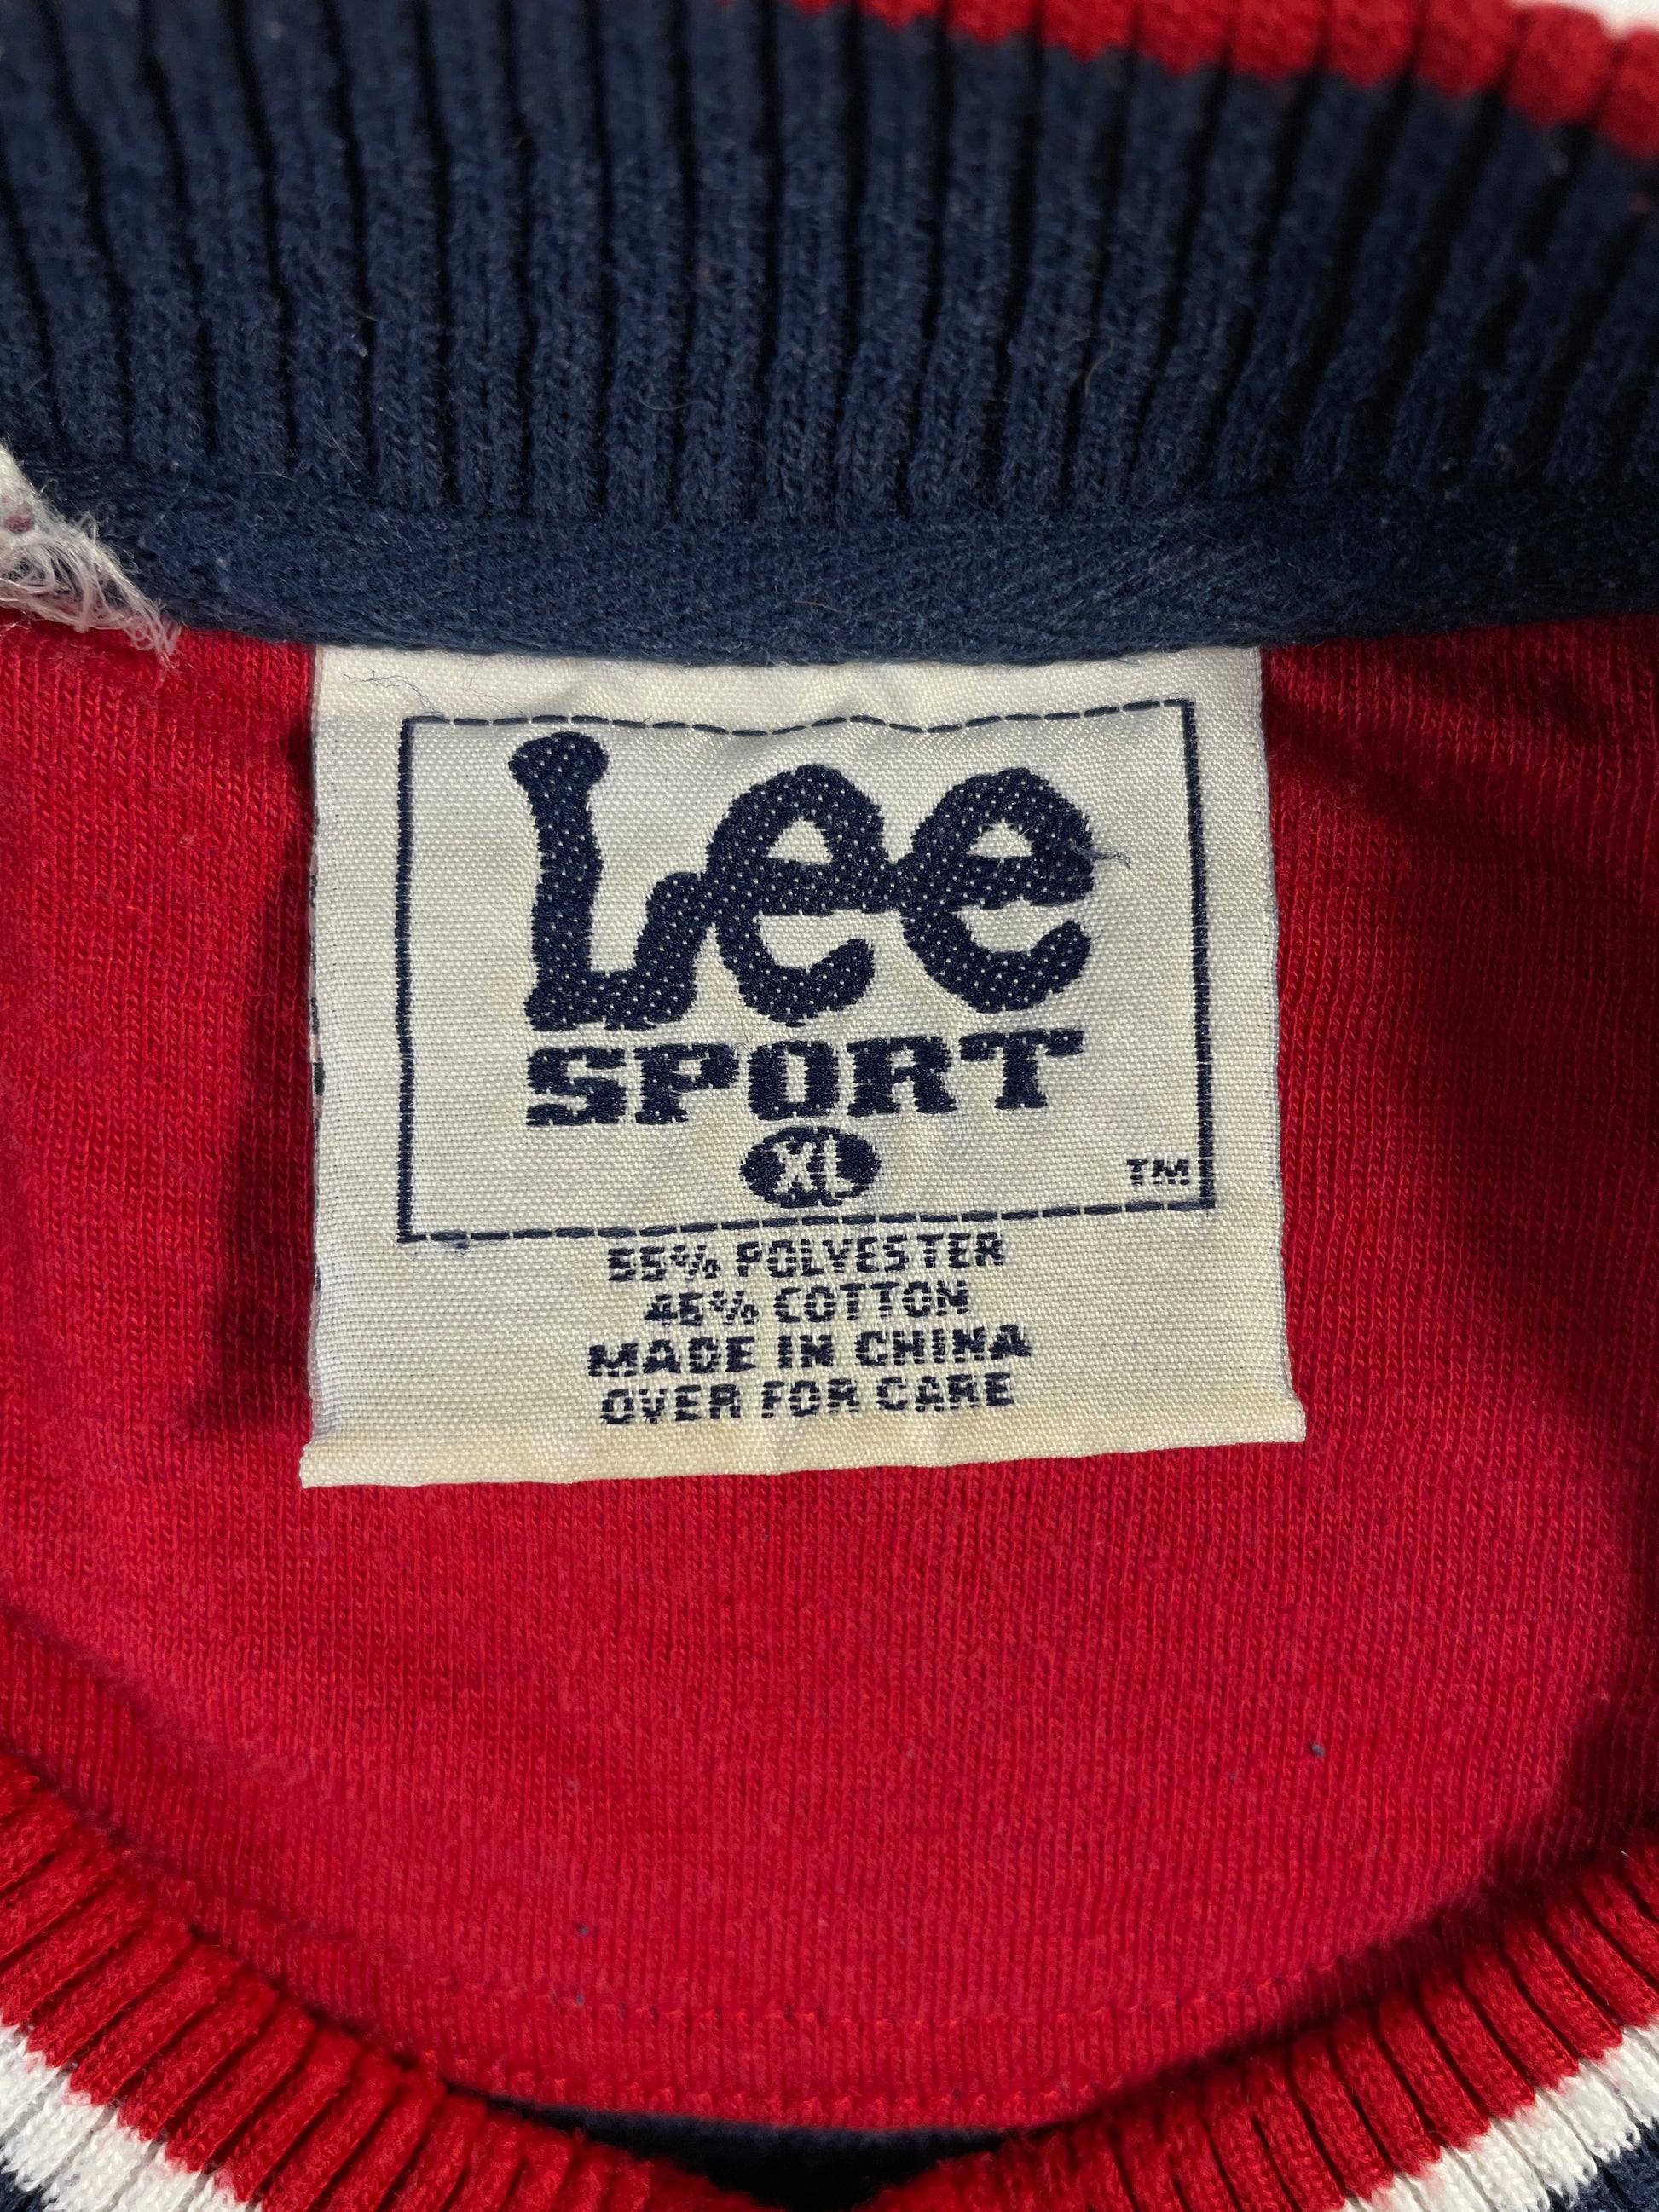 Lee
SPORT
XL
TM
55% POLYESTER
45% COTTON
MADE IN CHINA
OVER FOR CARE